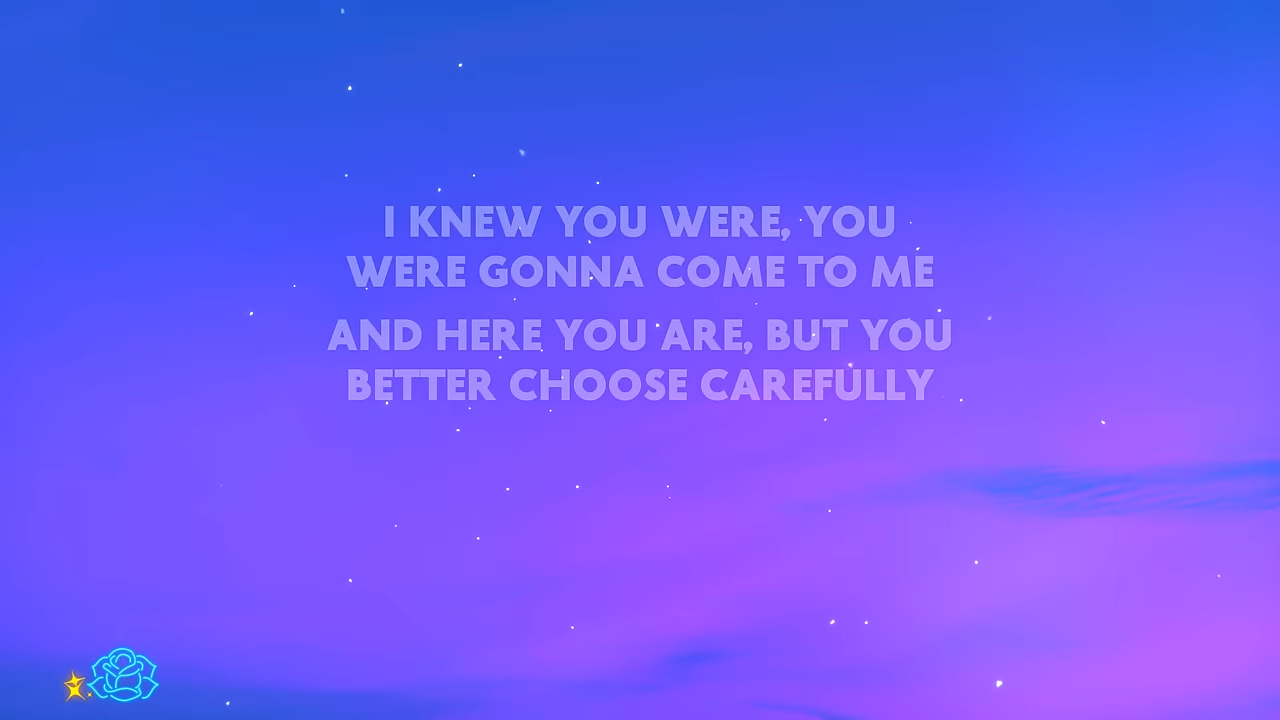 I KNEW YOU WERE, YOU
WERE GONNA COME TO ME
AND HERE YOU ARE, BUT YOU
BETTER CHOOSE CAREFULLY